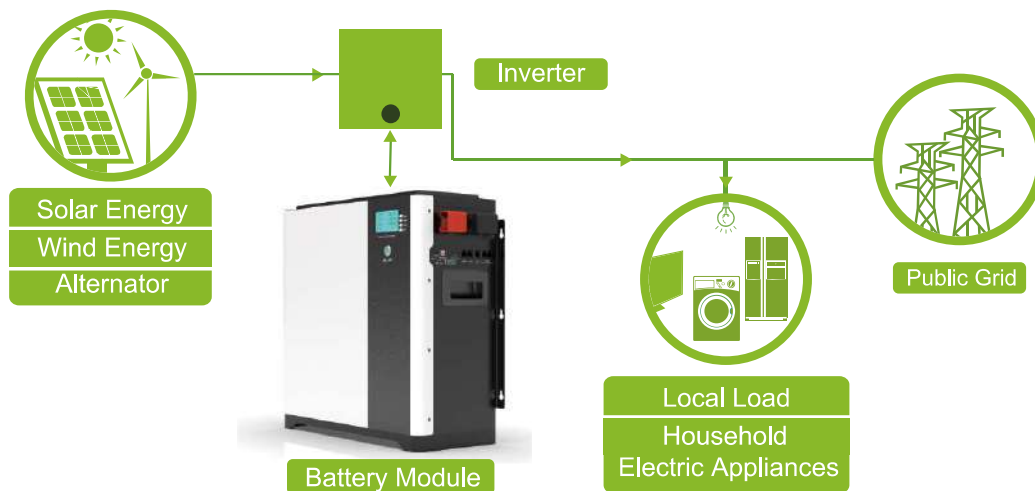 Inverter
Solar Energy
Wind Energy
Alternator
Public Grid
Local Load
Household
Electric Appliances
Battery Module